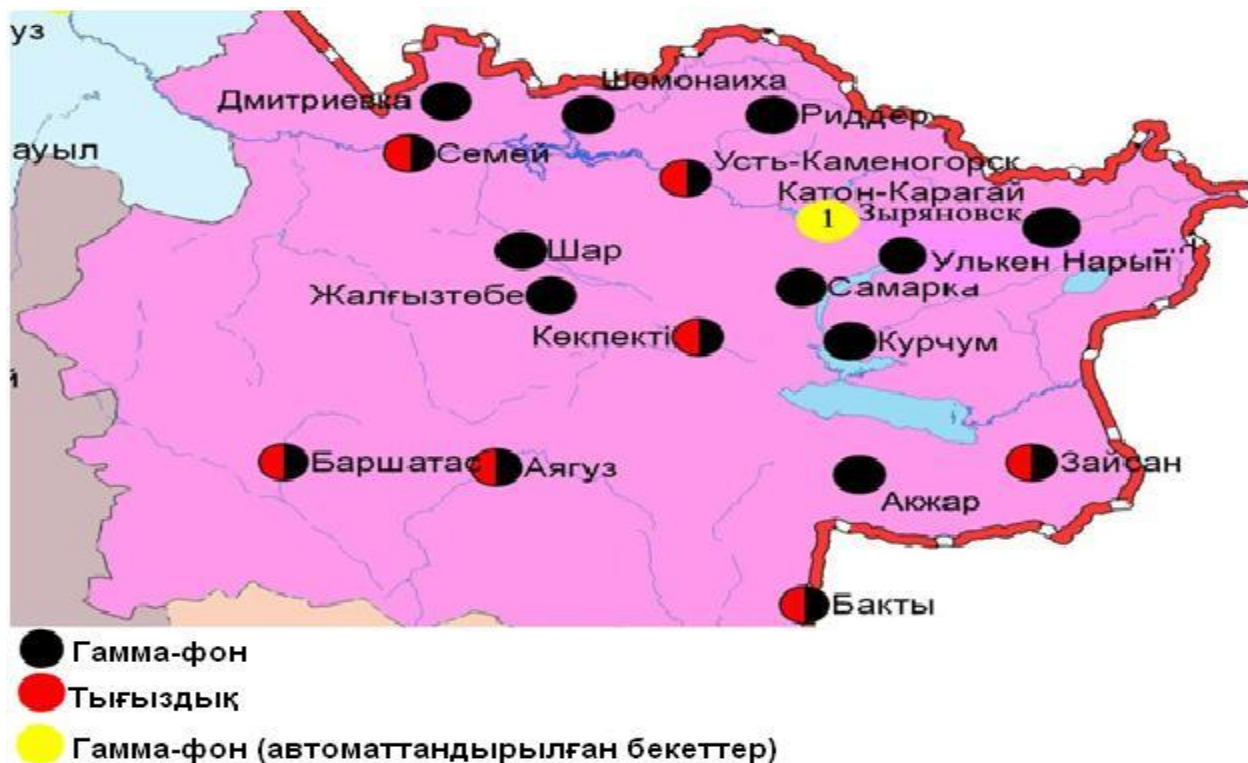 уз
Шемонаиха
Дмитриевка
Риддер
ауыл
Семей
Усть-Каменогорск
Катон-Карагай
1
Зыряновск
Шар
Улькен Нарын
Жалғызтөбе
Самарка
Көкпекті
Курчум
й
Баршатас
Аягуз
Зайсан
Акжар
Бакты
Гамма-фон
Тығыздық
Гамма-фон (автоматтандырылған бекеттер)